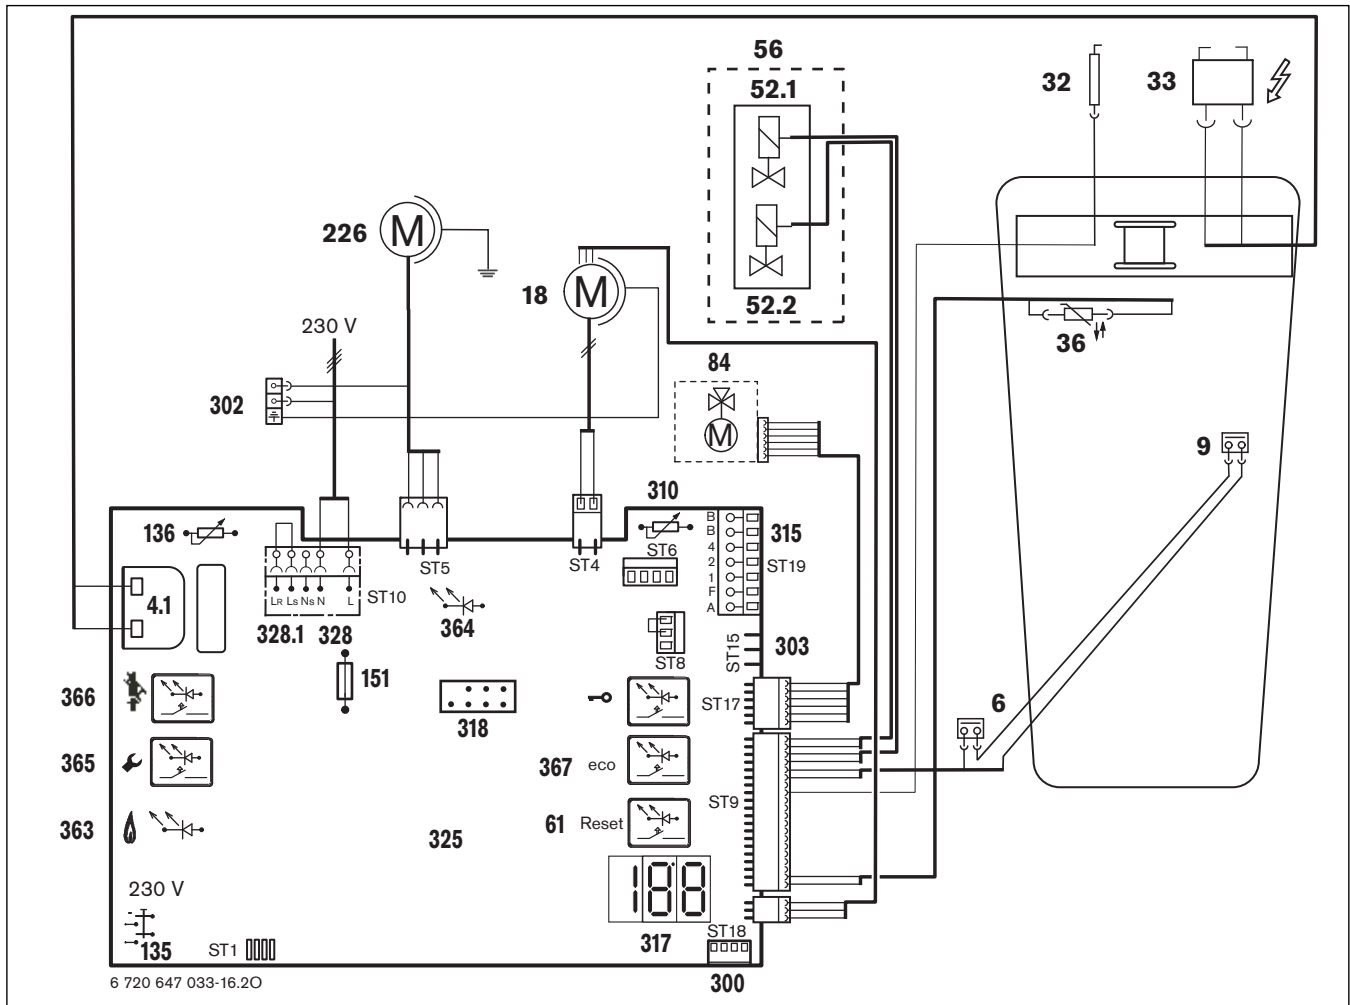 56
52.1
32
33
226
M
18
M
52.2
230 V
36
84
302
M
9
310
136
B
B
4
2
1
F
A
315
ST6
ST19
ST5
ST4
4.1
LR LS NS N L
ST10
364
328.1
328
ST15
303
ST8
151
366
ST17
6
318
365
367 eco
ST9
363
61 Reset
325
188
230 V
135
ST1
317
ST18
300
6 720 647 033-16.2O